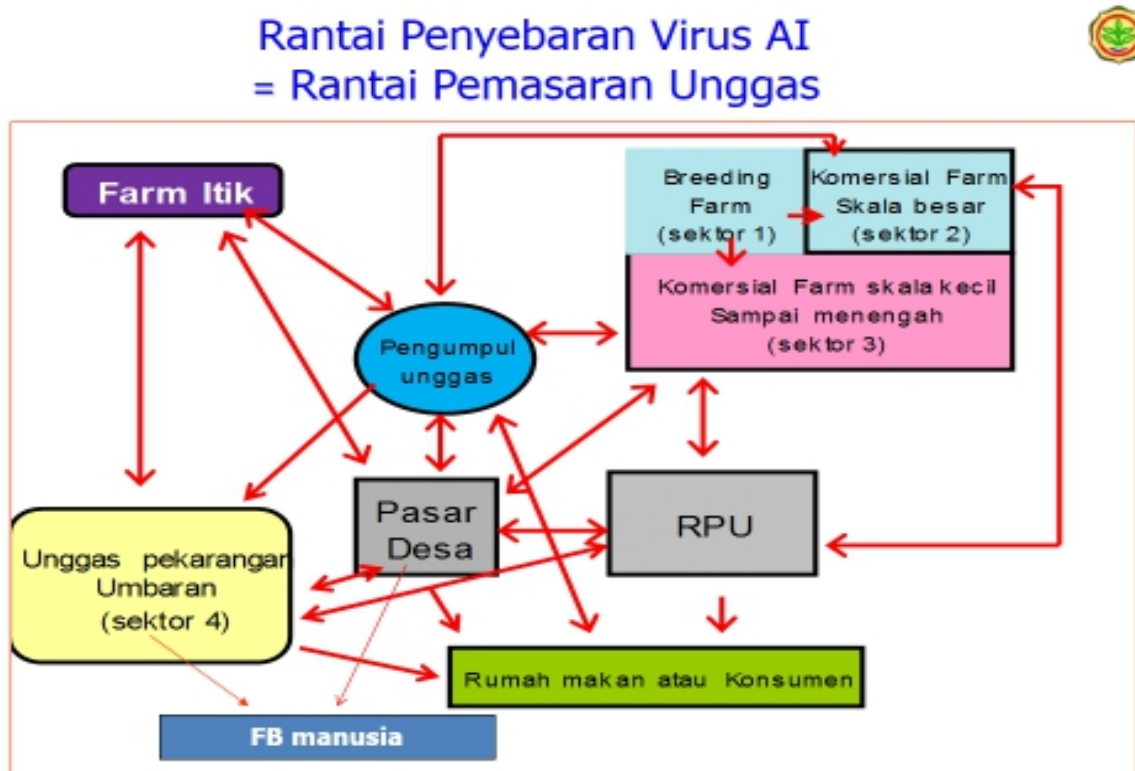 Rantai Penyebaran Virus AI
= Rantai Pemasaran Unggas
Farm Itik
Breeding
Farm
(sektor 1)
Komersial Farm
Skala besar
(sektor 2)
Komersial Farm skala kecil
Sampai menengah
(sektor 3)
Pengumpul
unggas
Pasar
Desa
RPU
Unggas pekarangan
Umbaran
(sektor 4)
Rumah makan atau Konsumen
FB manusia